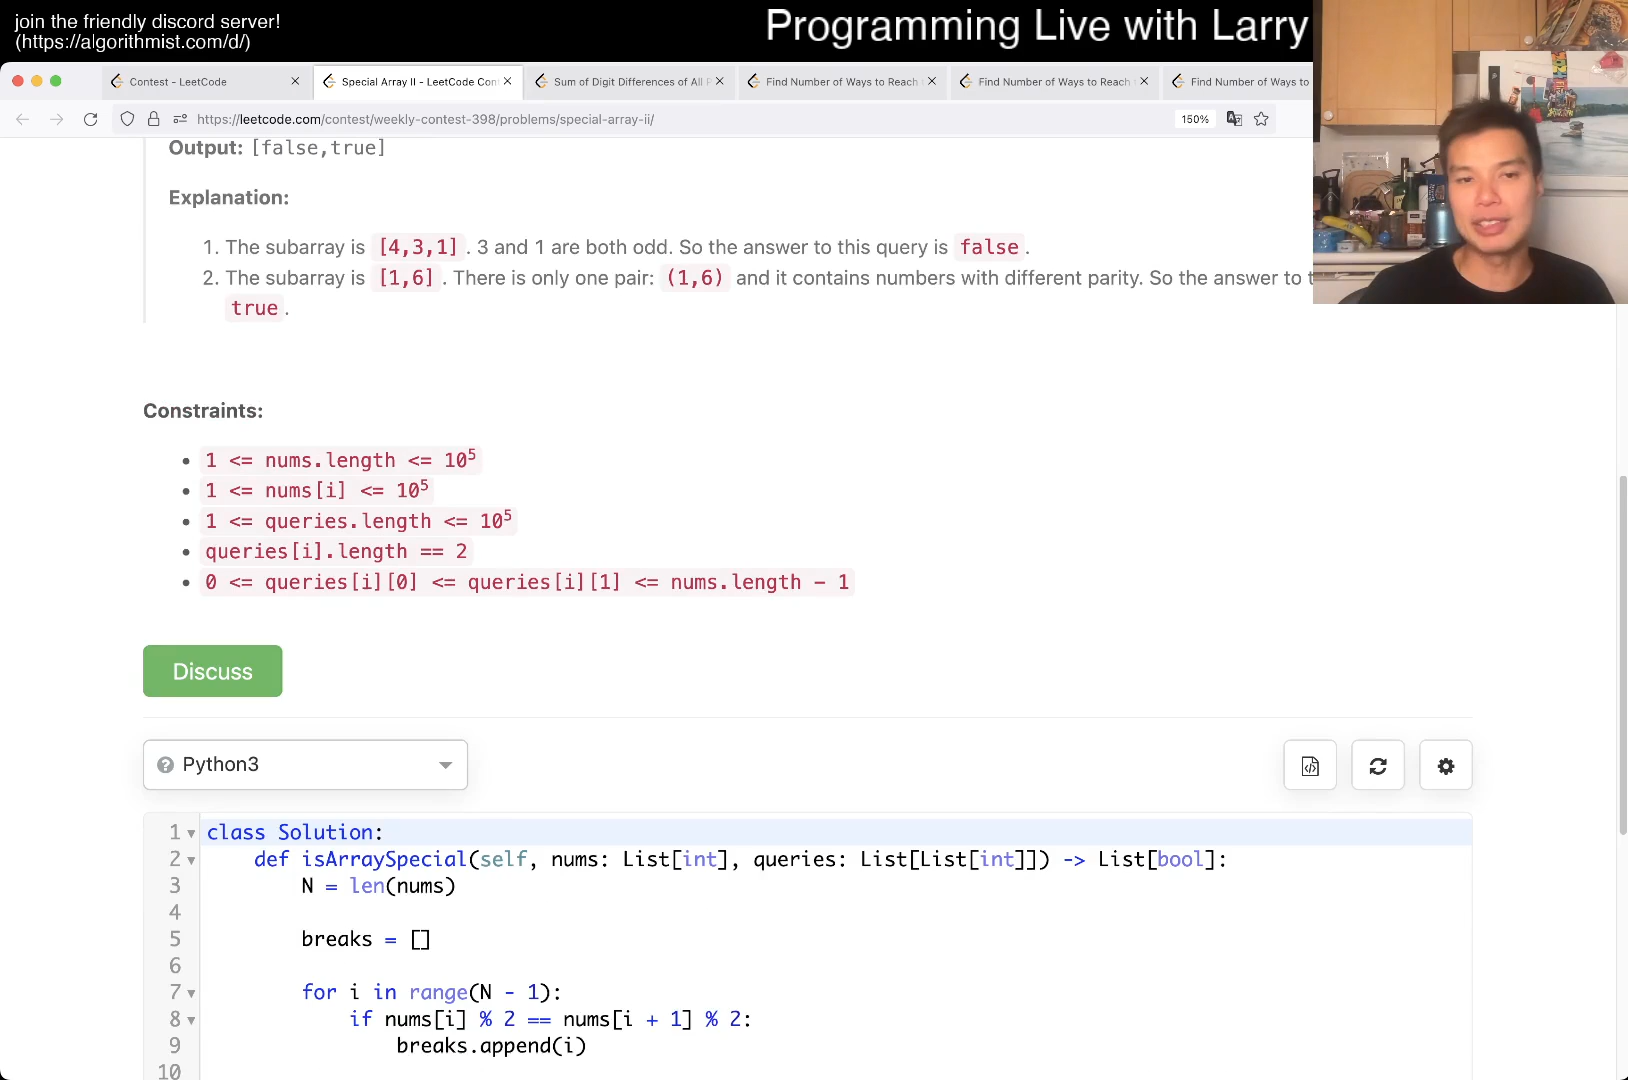 join the friendly discord server!
(https://algorithmist.com/d/)
Programming Live with Larry
Contest - LeetCode
Special Array II - LeetCode Con
Sum of Digit Differences of All P
Find Number of Ways to Reach
Find Number of Ways to Reach
Find Number of Ways to
https://leetcode.com/contest/weekly-contest-398/problems/special-array-ii/
150%
Output: [false,true]
Explanation:
1. The subarray is [4,3,1]. 3 and 1 are both odd. So the answer to this query is false.
2. The subarray is [1,6]. There is only one pair: (1,6) and it contains numbers with different parity. So the answer to t
true.
Constraints:
1 <= nums.length <= 10⁵
1 <= nums[i] <= 10⁵
1 <= queries.length <= 10⁵
queries[i].length == 2
0 <= queries[i][0] <= queries[i][1] <= nums.length - 1
Discuss
Python3
1 class Solution:
2 def isArraySpecial(self, nums: List[int], queries: List[List[int]]) -> List[bool]:
3 N = len(nums)
4
5 breaks = []
6
7 for i in range(N - 1):
8 if nums[i] % 2 == nums[i + 1] % 2:
9 breaks.append(i)
10